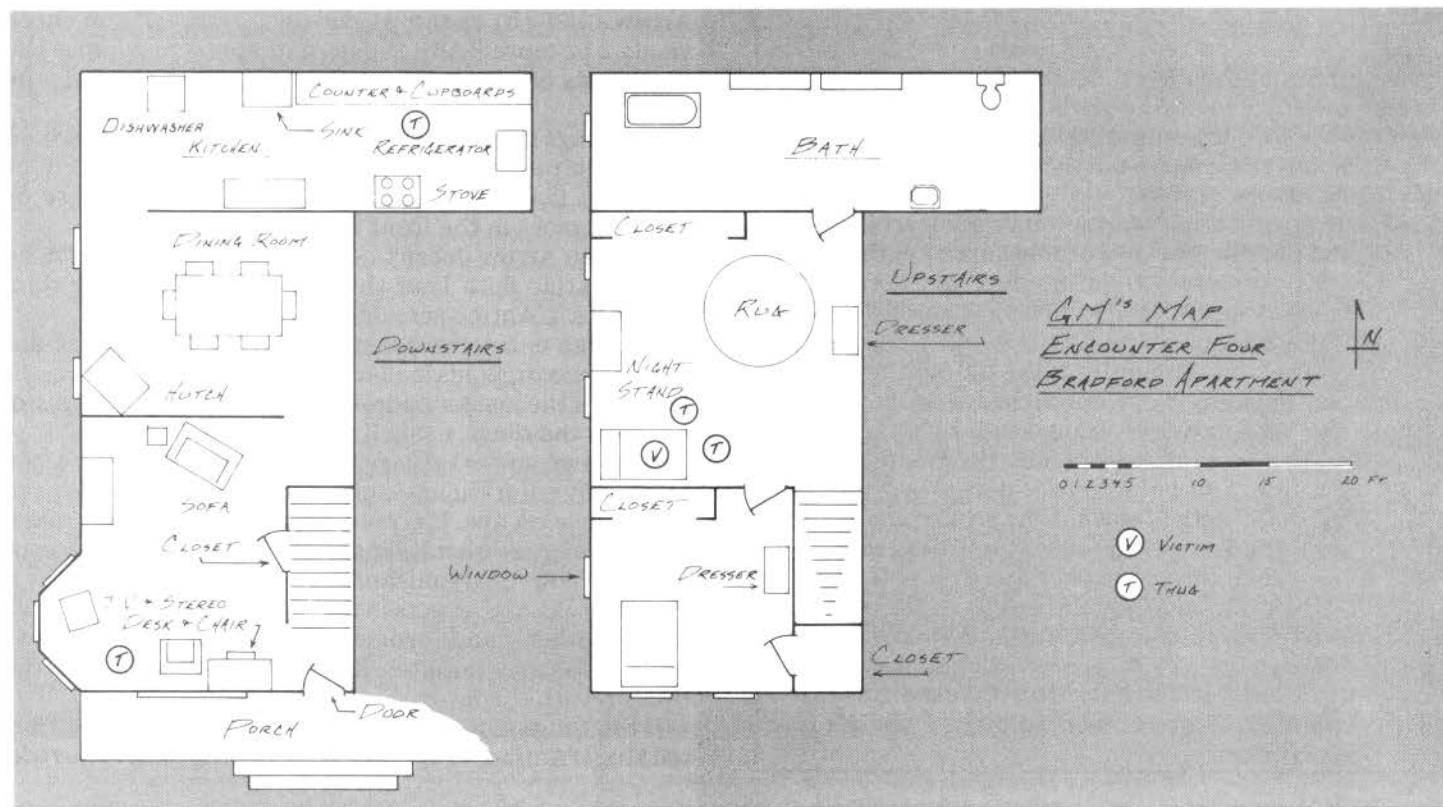 COUNTER & CUPBOARDS
DISHWASHER
SINK
T
KITCHEN
REFRIGERATOR
STOVE
DINING ROOM
HUTCH
DOWNSTAIRS
SOFA
CLOSET
& STEREO
DESK & CHAIR
T
DOOR
PORCH
BATH
CLOSET
RUG
UPSTAIRS
DRESSER
NIGHT
STAND
T
V
T
CLOSET
WINDOW
DRESSER
CLOSET
GM'S MAP
ENCOUNTER FOUR
BRADFORD APARTMENT
N
0 1 2 3 4 5 10 15 20 FT
V VICTIM
T THUG